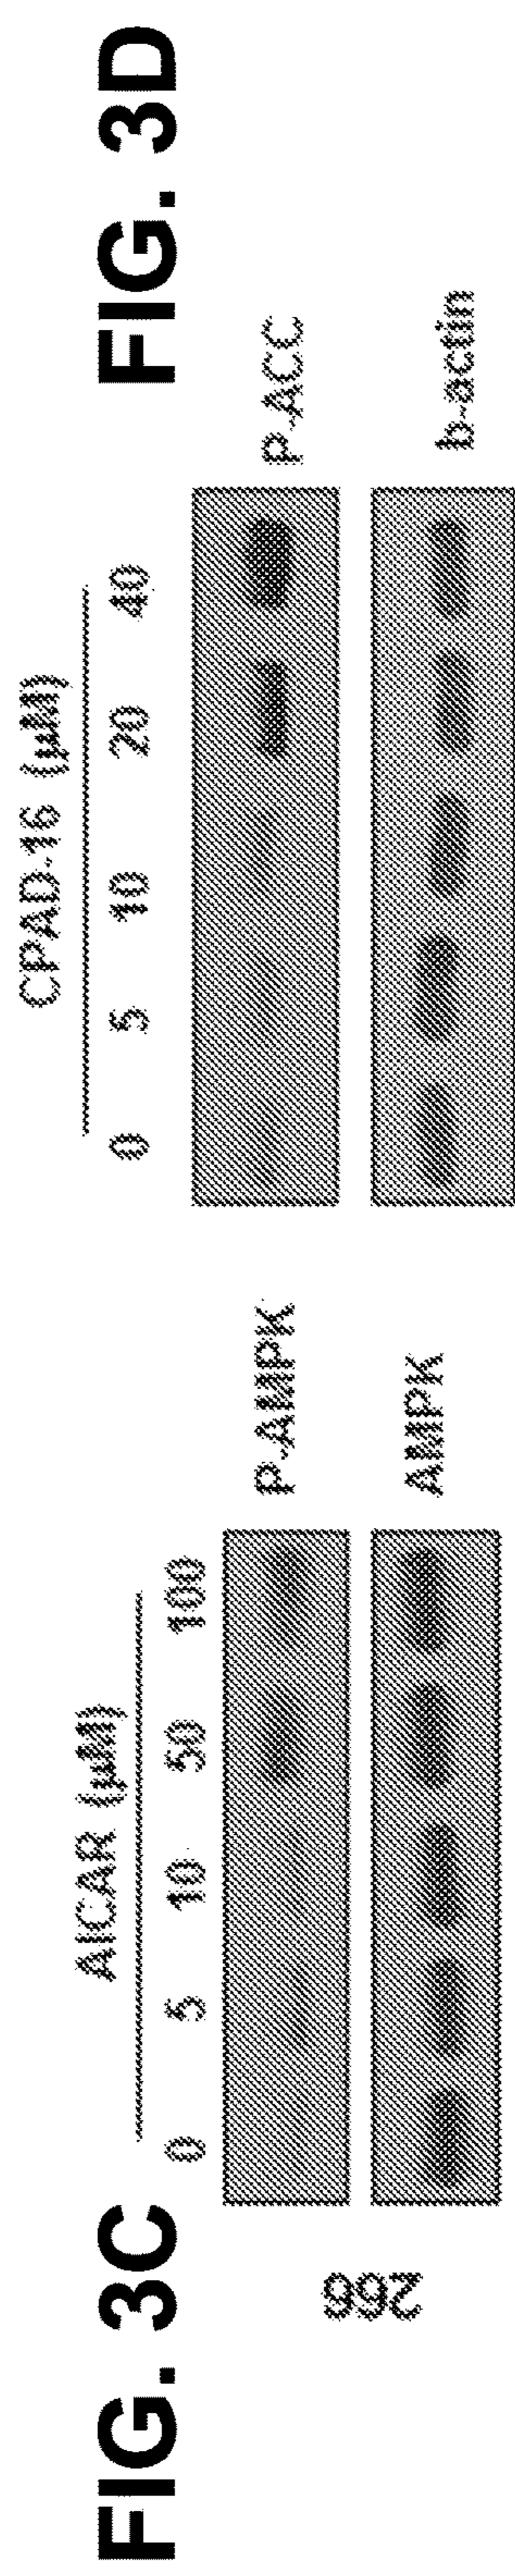 FIG. 3C
AICAR (µM)
0 5 10 50 100
P-AMPK
AMPK
266
FIG. 3D
CPAD-16 (µM)
0 5 10 20 40
P-ACC
b-actin